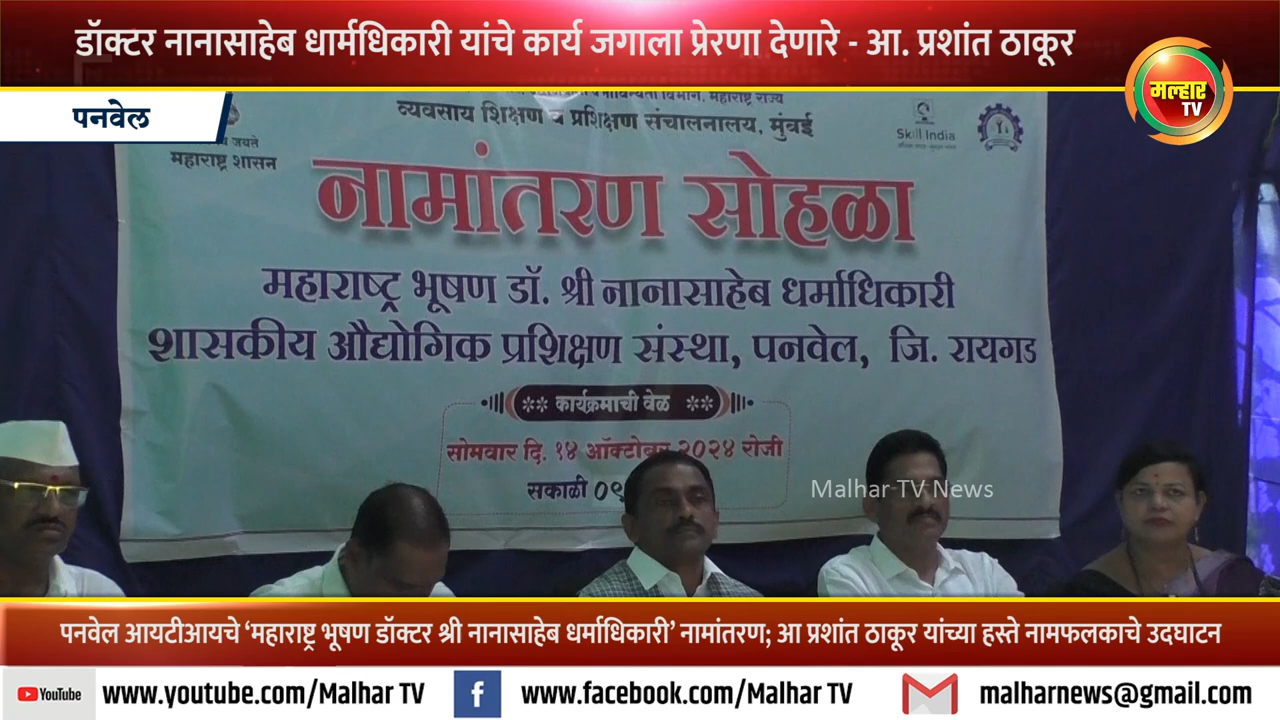 डॉक्टर नानासाहेब धार्मधिकारी यांचे कार्य जगाला प्रेरणा देणारे - आ. प्रशांत ठाकूर
मल्हार
TV
पनवेल
विभाग, महाराष्ट्र राज्य
व्यवसाय शिक्षण व प्रशिक्षण संचालनालय, मुंबई
जयते
महाराष्ट्र शासन
Skill India
नामांतरण सोहळा
महाराष्ट्र भूषण डॉ. श्री नानासाहेब धर्माधिकारी
शासकीय औद्योगिक प्रशिक्षण संस्था, पनवेल, जि. रायगड
** कार्यक्रमाची वेळ **
सोमवार दि. १४ ऑक्टोबर २०२४ रोजी
सकाळी
Malhar TV News
पनवेल आयटीआयचे ‘महाराष्ट्र भूषण डॉक्टर श्री नानासाहेब धर्माधिकारी’ नामांतरण; आ प्रशांत ठाकूर यांच्या हस्ते नामफलकाचे उदघाटन
YouTube www.youtube.com/Malhar TV www.facebook.com/Malhar TV malharnews@gmail.com